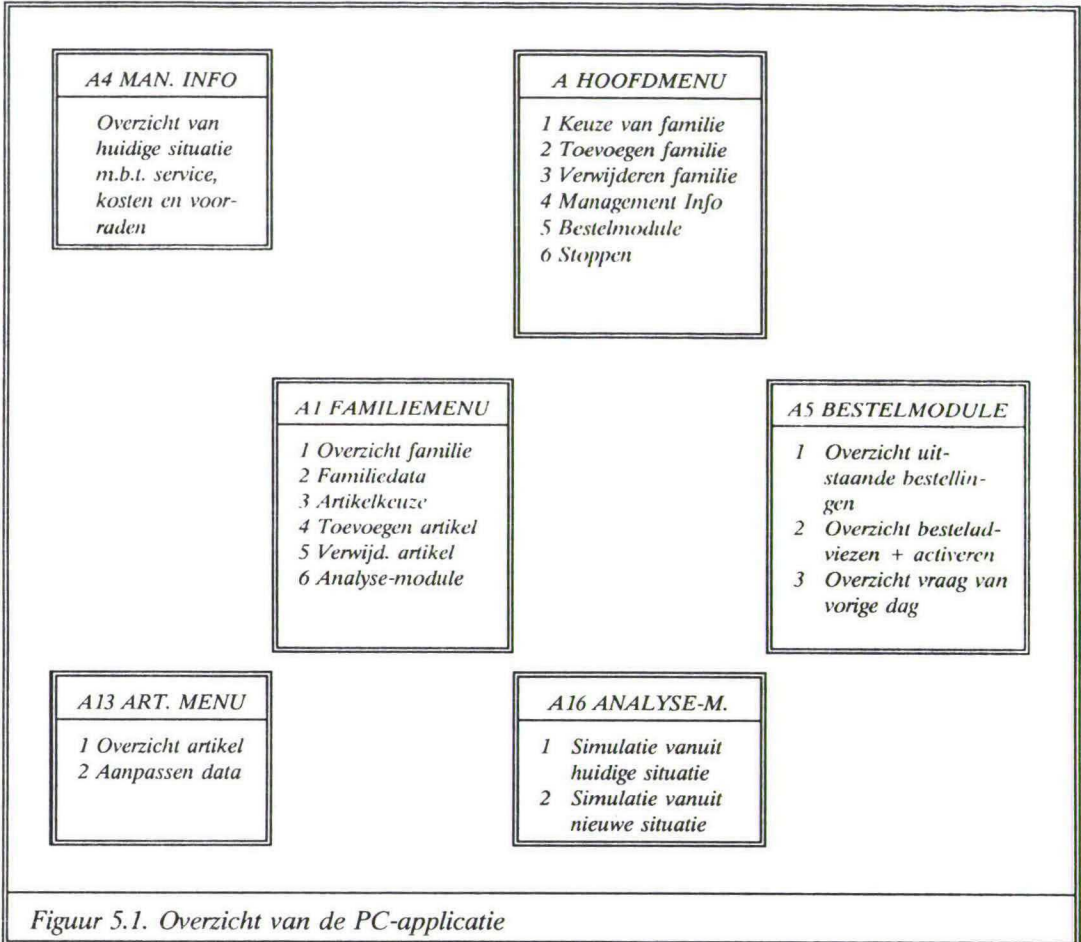 A4 MAN. INFO
Overzicht van
huidige situatie
m.b.t. service,
kosten en voor-
raden
A HOOFDMENU
1 Keuze van familie
2 Toevoegen familie
3 Verwijderen familie
4 Management Info
5 Bestelmodule
6 Stoppen
A1 FAMILIEMENU
1 Overzicht familie
2 Familiedata
3 Artikelkeuze
4 Toevoegen artikel
5 Verwijd. artikel
6 Analyse-module
A5 BESTELMODULE
1 Overzicht uit-
staande bestellin-
gen
2 Overzicht bestelad-
viezen + activeren
3 Overzicht vraag van
vorige dag
A13 ART. MENU
1 Overzicht artikel
2 Aanpassen data
A16 ANALYSE-M.
1 Simulatie vanuit
huidige situatie
2 Simulatie vanuit
nieuwe situatie
Figuur 5.1. Overzicht van de PC-applicatie